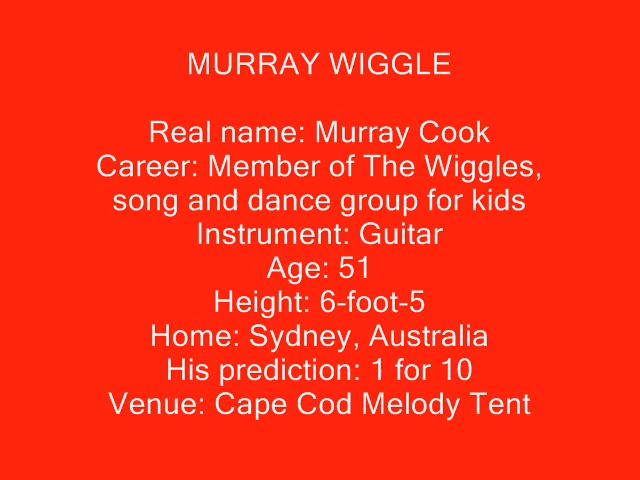 MURRAY WIGGLE
Real name: Murray Cook
Career: Member of The Wiggles,
song and dance group for kids
Instrument: Guitar
Age: 51
Height: 6-foot-5
Home: Sydney, Australia
His prediction: 1 for 10
Venue: Cape Cod Melody Tent